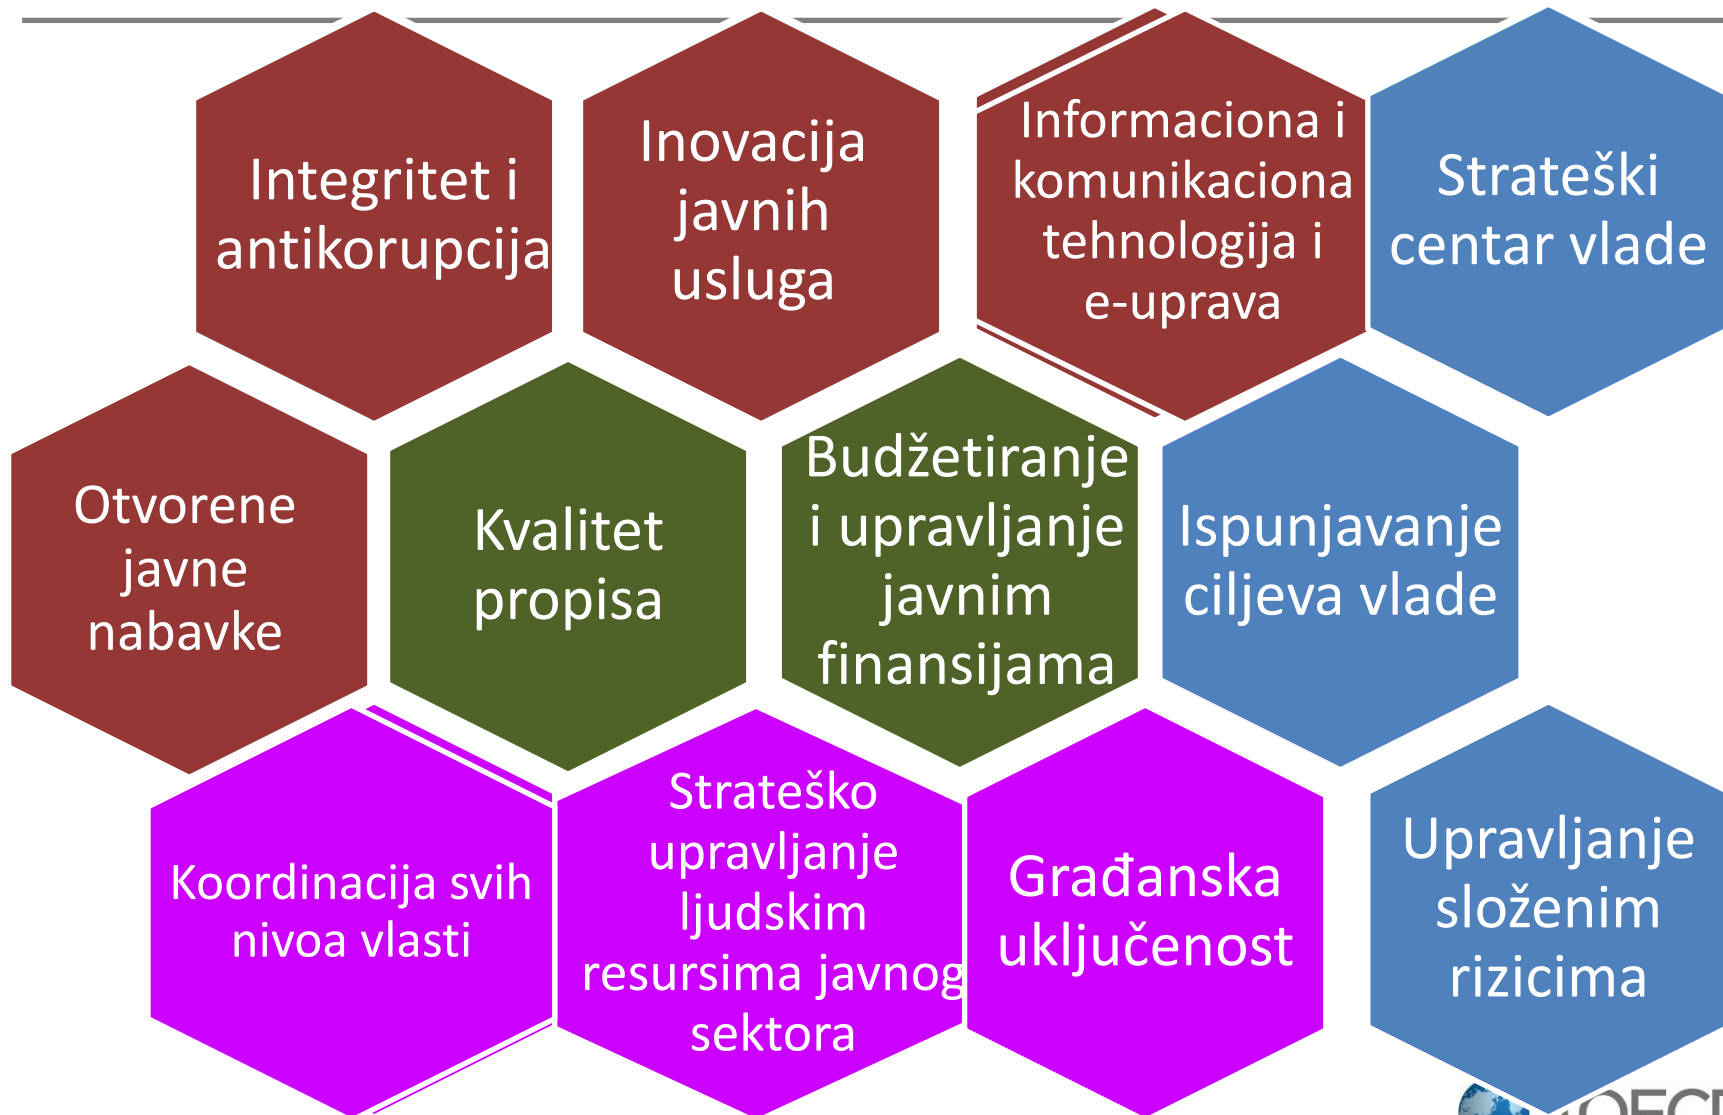 Integritet i
antikorupcija
Inovacija
javnih
usluga
Informaciona i
komunikaciona
tehnologija i
e-uprava
Strateški
centar vlade
Otvorene
javne
nabavke
Kvalitet
propisa
Budžetiranje
i upravljanje
javnim
finansijama
Ispunjavanje
ciljeva vlade
Koordinacija svih
nivoa vlasti
Strateško
upravljanje
ljudskim
resursima javnog
sektora
Građanska
uključenost
Upravljanje
složenim
rizicima